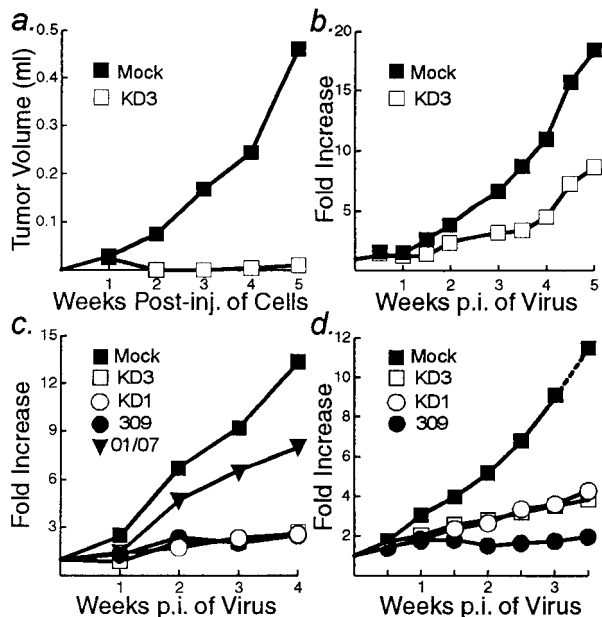 a.
0.5
0.4
0.3
0.2
0.1
Tumor Volume (ml)
Mock
KD3
1 2 3 4 5
Weeks Post-inj. of Cells
b.
20
15
10
5
Fold Increase
Mock
KD3
1 2 3 4 5
Weeks p.i. of Virus
c.
15
12
9
6
3
Fold Increase
Mock
KD3
KD1
309
01/07
1 2 3 4
Weeks p.i. of Virus
d.
12
10
8
6
4
2
Fold Increase
Mock
KD3
KD1
309
1 2 3
Weeks p.i. of Virus